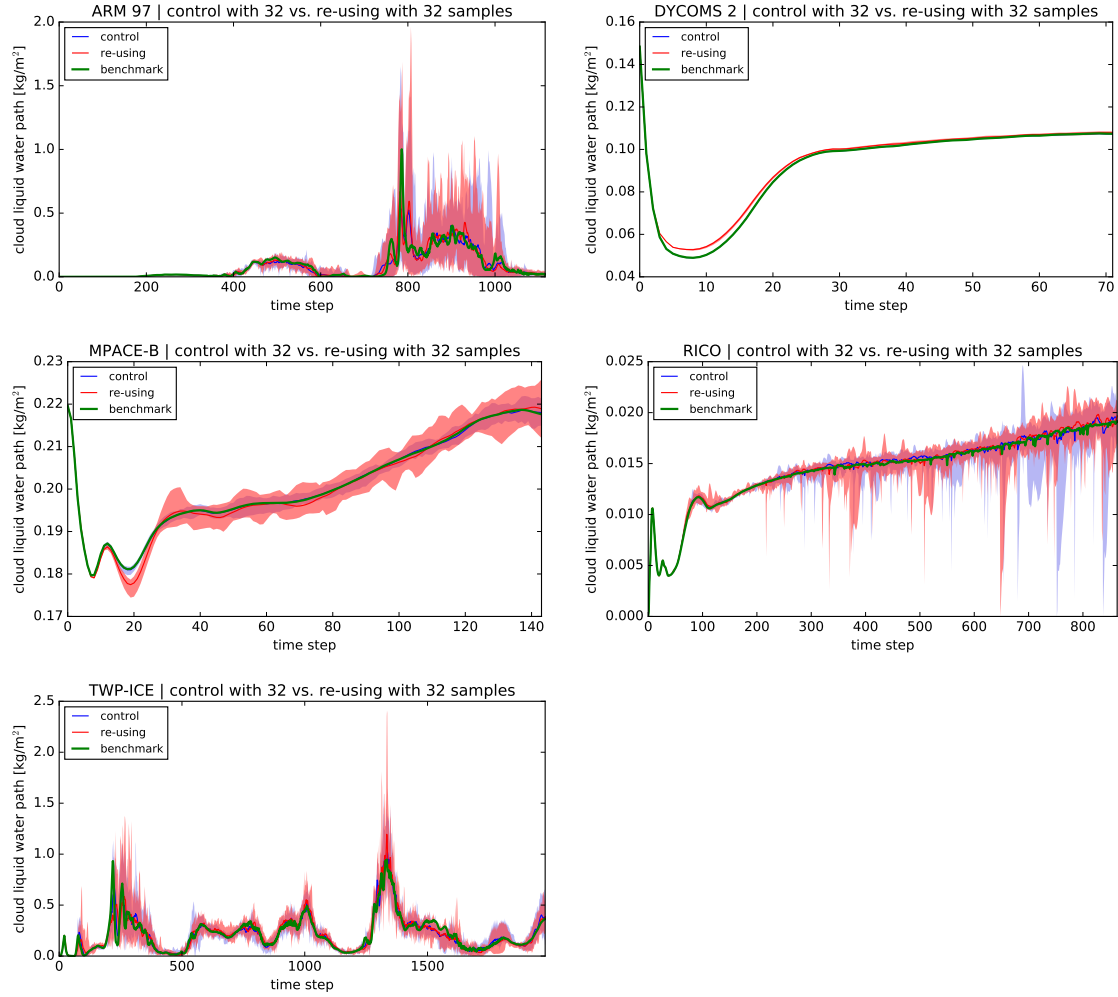 ARM 97 | control with 32 vs. re-using with 32 samples
cloud liquid water path [kg/m²]
2.0
1.5
1.0
0.5
0.0
control
re-using
benchmark
0 200 400 600 800 1000
time step
DYCOMS 2 | control with 32 vs. re-using with 32 samples
cloud liquid water path [kg/m²]
0.16
0.14
0.12
0.10
0.08
0.06
0.04
control
re-using
benchmark
0 10 20 30 40 50 60 70
time step
MPACE-B | control with 32 vs. re-using with 32 samples
cloud liquid water path [kg/m²]
0.23
0.22
0.21
0.20
0.19
0.18
0.17
control
re-using
benchmark
0 20 40 60 80 100 120 140
time step
RICO | control with 32 vs. re-using with 32 samples
cloud liquid water path [kg/m²]
0.025
0.020
0.015
0.010
0.005
0.000
control
re-using
benchmark
0 100 200 300 400 500 600 700 800
time step
TWP-ICE | control with 32 vs. re-using with 32 samples
cloud liquid water path [kg/m²]
2.5
2.0
1.5
1.0
0.5
0.0
control
re-using
benchmark
0 500 1000 1500
time step